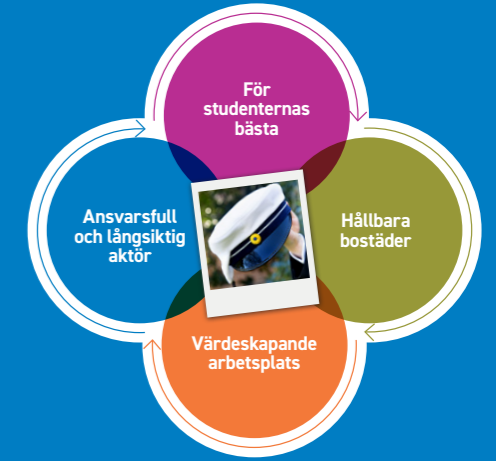 För
studenternas
bästa
Ansvarsfull
och långsiktig
aktör
Hållbara
bostäder
Värdeskapande
arbetsplats